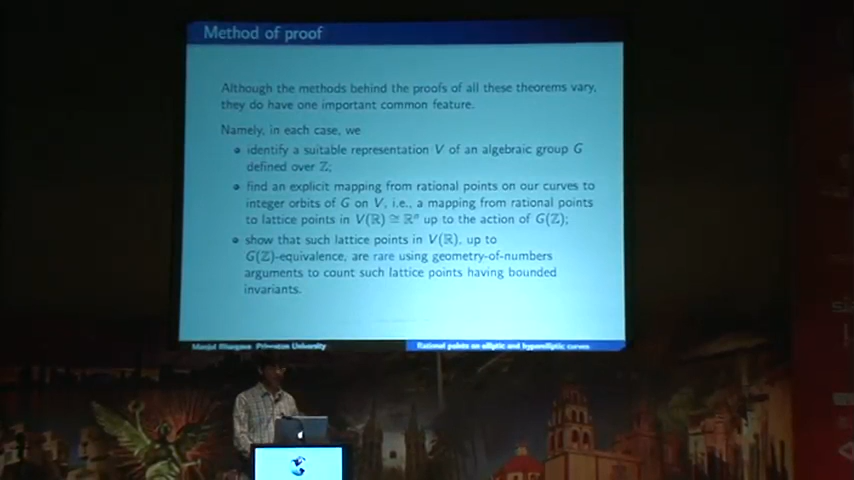 Method of proof
Although the methods behind the proofs of all these theorems vary,
they do have one important common feature.
Namely, in each case, we
identify a suitable representation V of an algebraic group G
defined over ℤ;
find an explicit mapping from rational points on our curves to
integer orbits of G on V, i.e., a mapping from rational points
to lattice points in V(ℝ) ≅ ℝⁿ up to the action of G(ℤ);
show that such lattice points in V(ℝ), up to
G(ℤ)-equivalence, are rare using geometry-of-numbers
arguments to count such lattice points having bounded
invariants.
Manjul Bhargava Princeton University
Rational points on elliptic and hyperelliptic curves